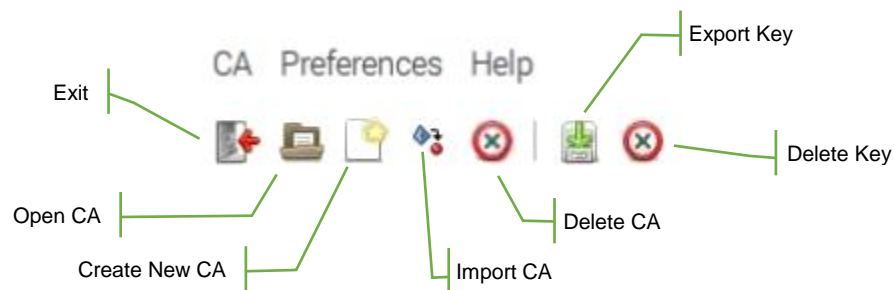 Export Key
CA Preferences Help
Exit
Delete Key
Open CA
Delete CA
Create New CA
Import CA